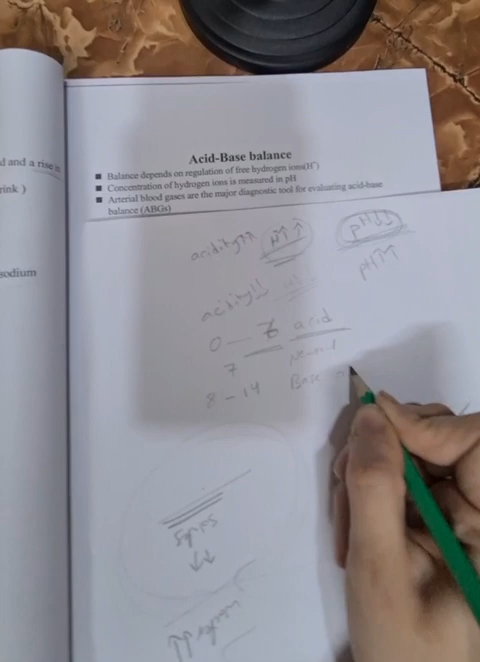 d and a rise in
rink )
sodium
Acid-Base balance
■ Balance depends on regulation of free hydrogen ions(H⁺)
■ Concentration of hydrogen ions is measured in pH
■ Arterial blood gases are the major diagnostic tool for evaluating acid-base
balance (ABGs)
acidity↑↑ H↑↑ pH↓↓
pH↑↑
acidity↓↓
0 — 6 acid
7
8 - 14 Base